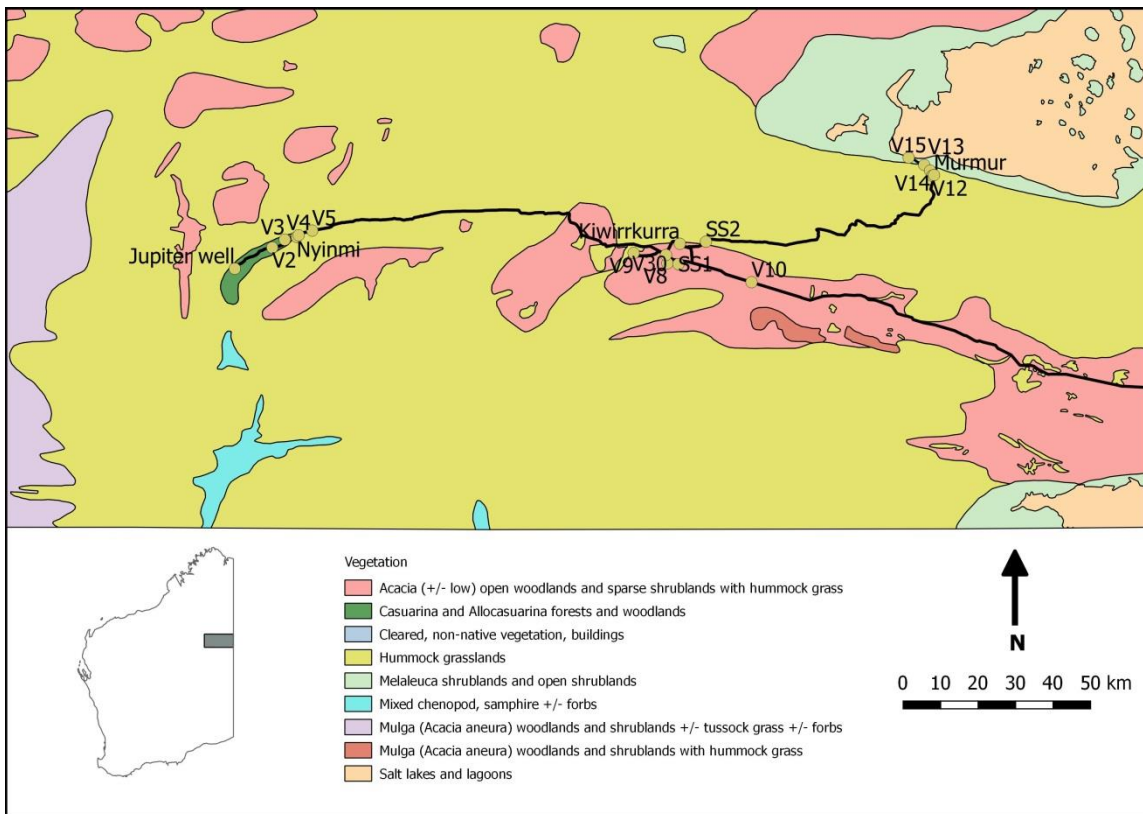 V15 V13
Murmur
V14 V12
V3 V4 V5
Jupiter well V2 Nyinmi
Kiwirrkurra SS2
V9 V30 SS1
V8
V10
Vegetation
Acacia (+/- low) open woodlands and sparse shrublands with hummock grass
Casuarina and Allocasuarina forests and woodlands
Cleared, non-native vegetation, buildings
Hummock grasslands
Melaleuca shrublands and open shrublands
Mixed chenopod, samphire +/- forbs
Mulga (Acacia aneura) woodlands and shrublands +/- tussock grass +/- forbs
Mulga (Acacia aneura) woodlands and shrublands with hummock grass
Salt lakes and lagoons
N
0 10 20 30 40 50 km